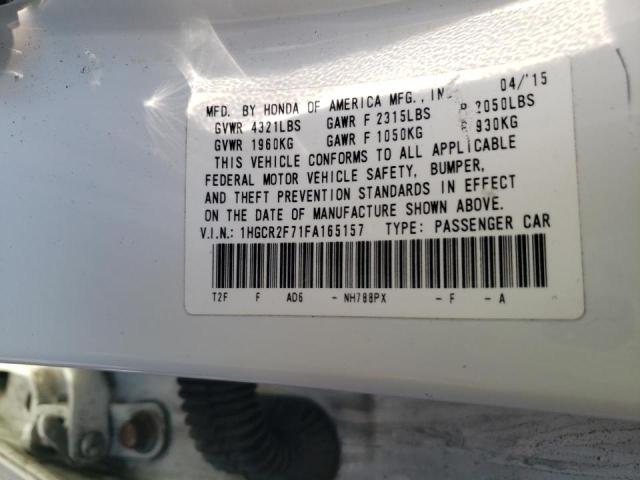 MFD. BY HONDA OF AMERICA MFG., IN 04/'15
GVWR 4321LBS GAWR F 2315LBS R 2050LBS
GVWR 1960KG GAWR F 1050KG R 930KG
THIS VEHICLE CONFORMS TO ALL APPLICABLE
FEDERAL MOTOR VEHICLE SAFETY, BUMPER,
AND THEFT PREVENTION STANDARDS IN EFFECT
ON THE DATE OF MANUFACTURE SHOWN ABOVE.
V.I.N.: 1HGCR2F71FA165157 TYPE: PASSENGER CAR
T2F F AD6 - NH788PX - F - A